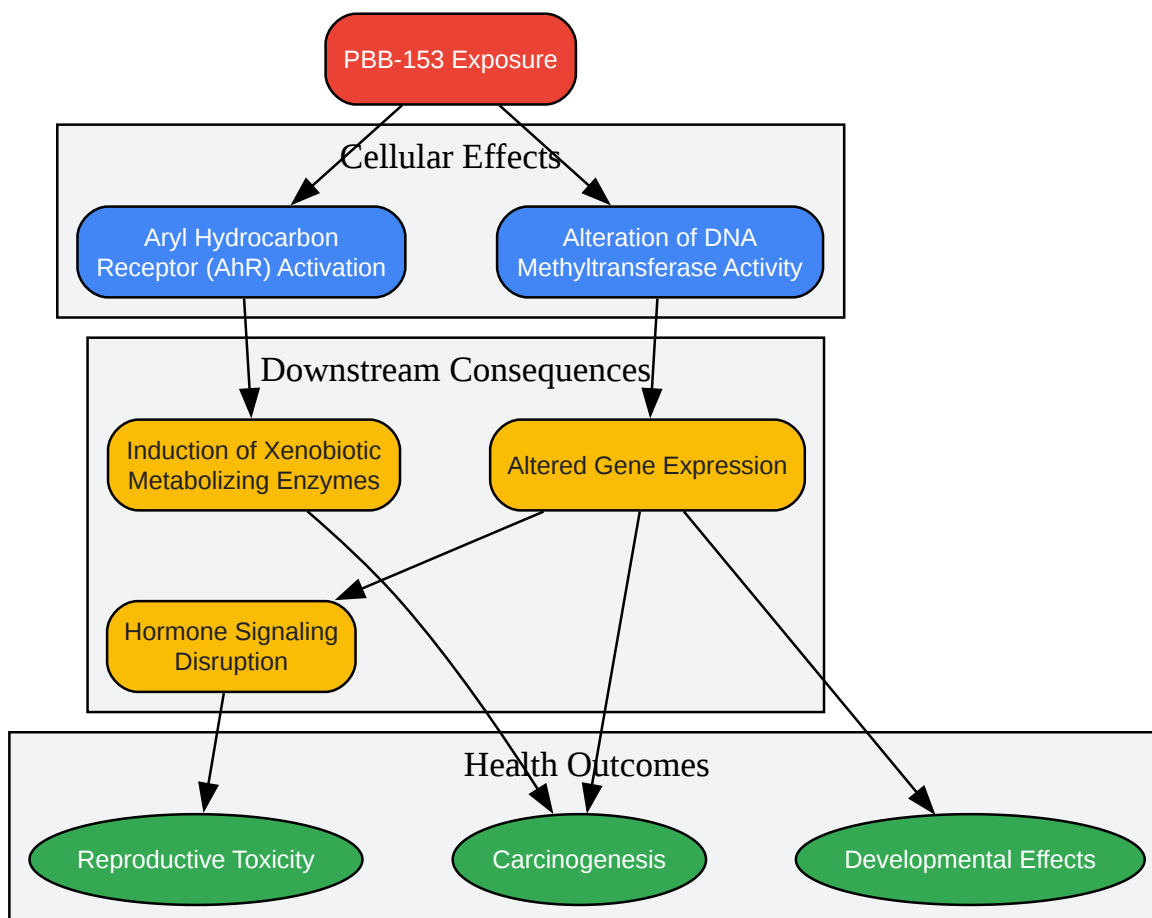 PBB-153 Exposure
Cellular Effects
Aryl Hydrocarbon
Receptor (AhR) Activation
Alteration of DNA
Methyltransferase Activity
Downstream Consequences
Induction of Xenobiotic
Metabolizing Enzymes
Altered Gene Expression
Hormone Signaling
Disruption
Health Outcomes
Reproductive Toxicity
Carcinogenesis
Developmental Effects